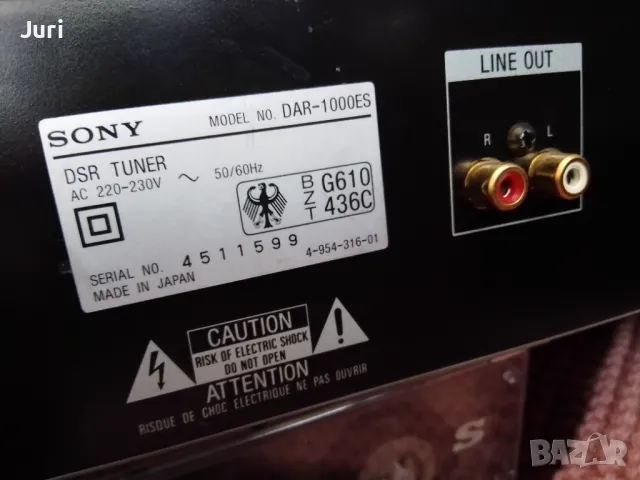 Juri
LINE OUT
R L
SONY MODEL NO. DAR-1000ES
DSR TUNER
AC 220-230V ~ 50/60Hz
BZT G610 436C
SERIAL NO. 4511599 4-954-316-01
MADE IN JAPAN
CAUTION
RISK OF ELECTRIC SHOCK
DO NOT OPEN
ATTENTION
RISQUE DE CHOC ELECTRIQUE NE PAS OUVRIR
S
BAZAR